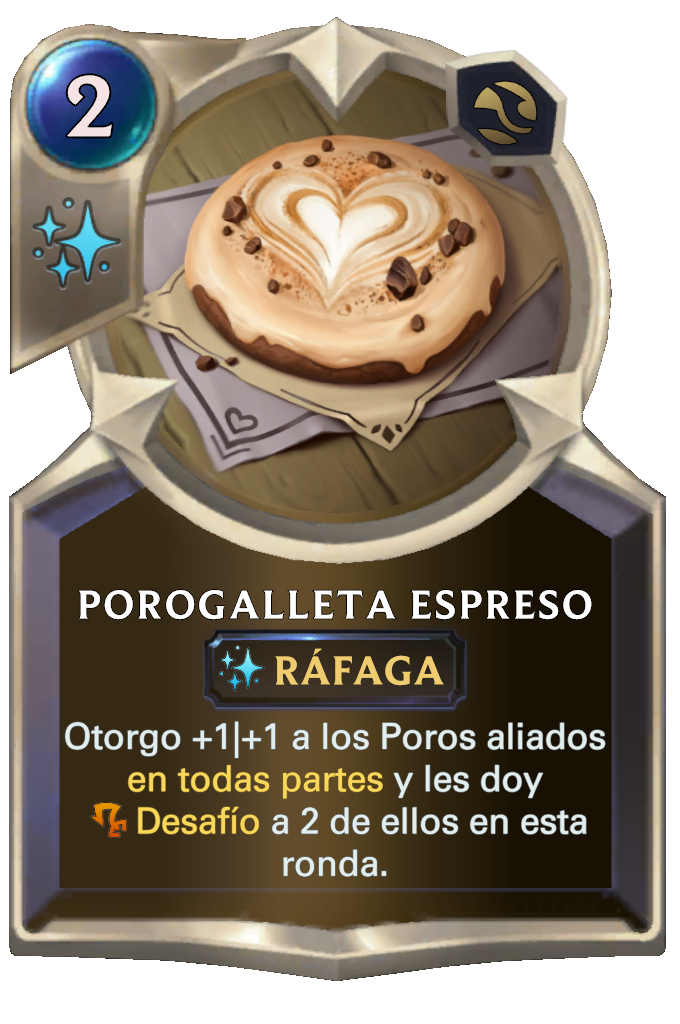 2
POROGALLETA ESPRESO
RÁFAGA
Otorgo +1|+1 a los Poros aliados
en todas partes y les doy
Desafío a 2 de ellos en esta
ronda.